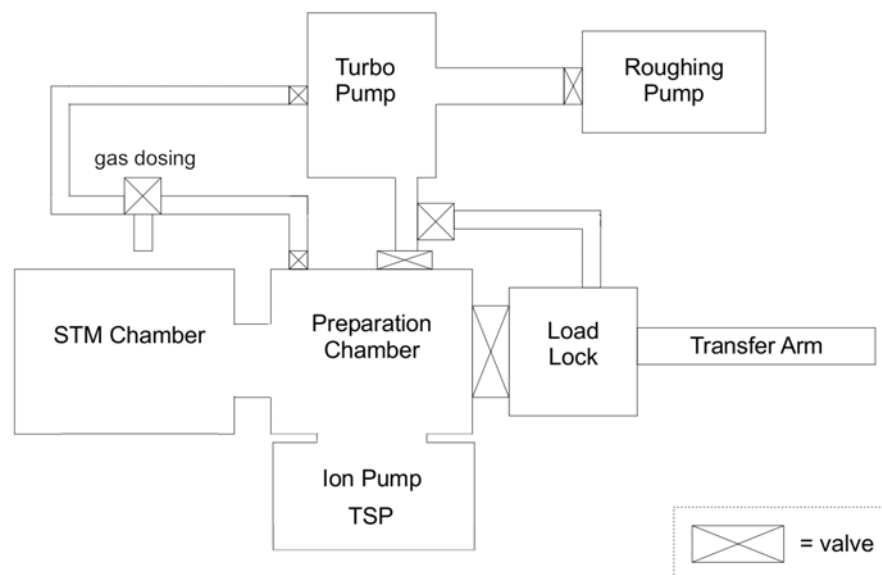 Turbo
Pump
Roughing
Pump
gas dosing
STM Chamber
Preparation
Chamber
Load
Lock
Transfer Arm
Ion Pump
TSP
= valve